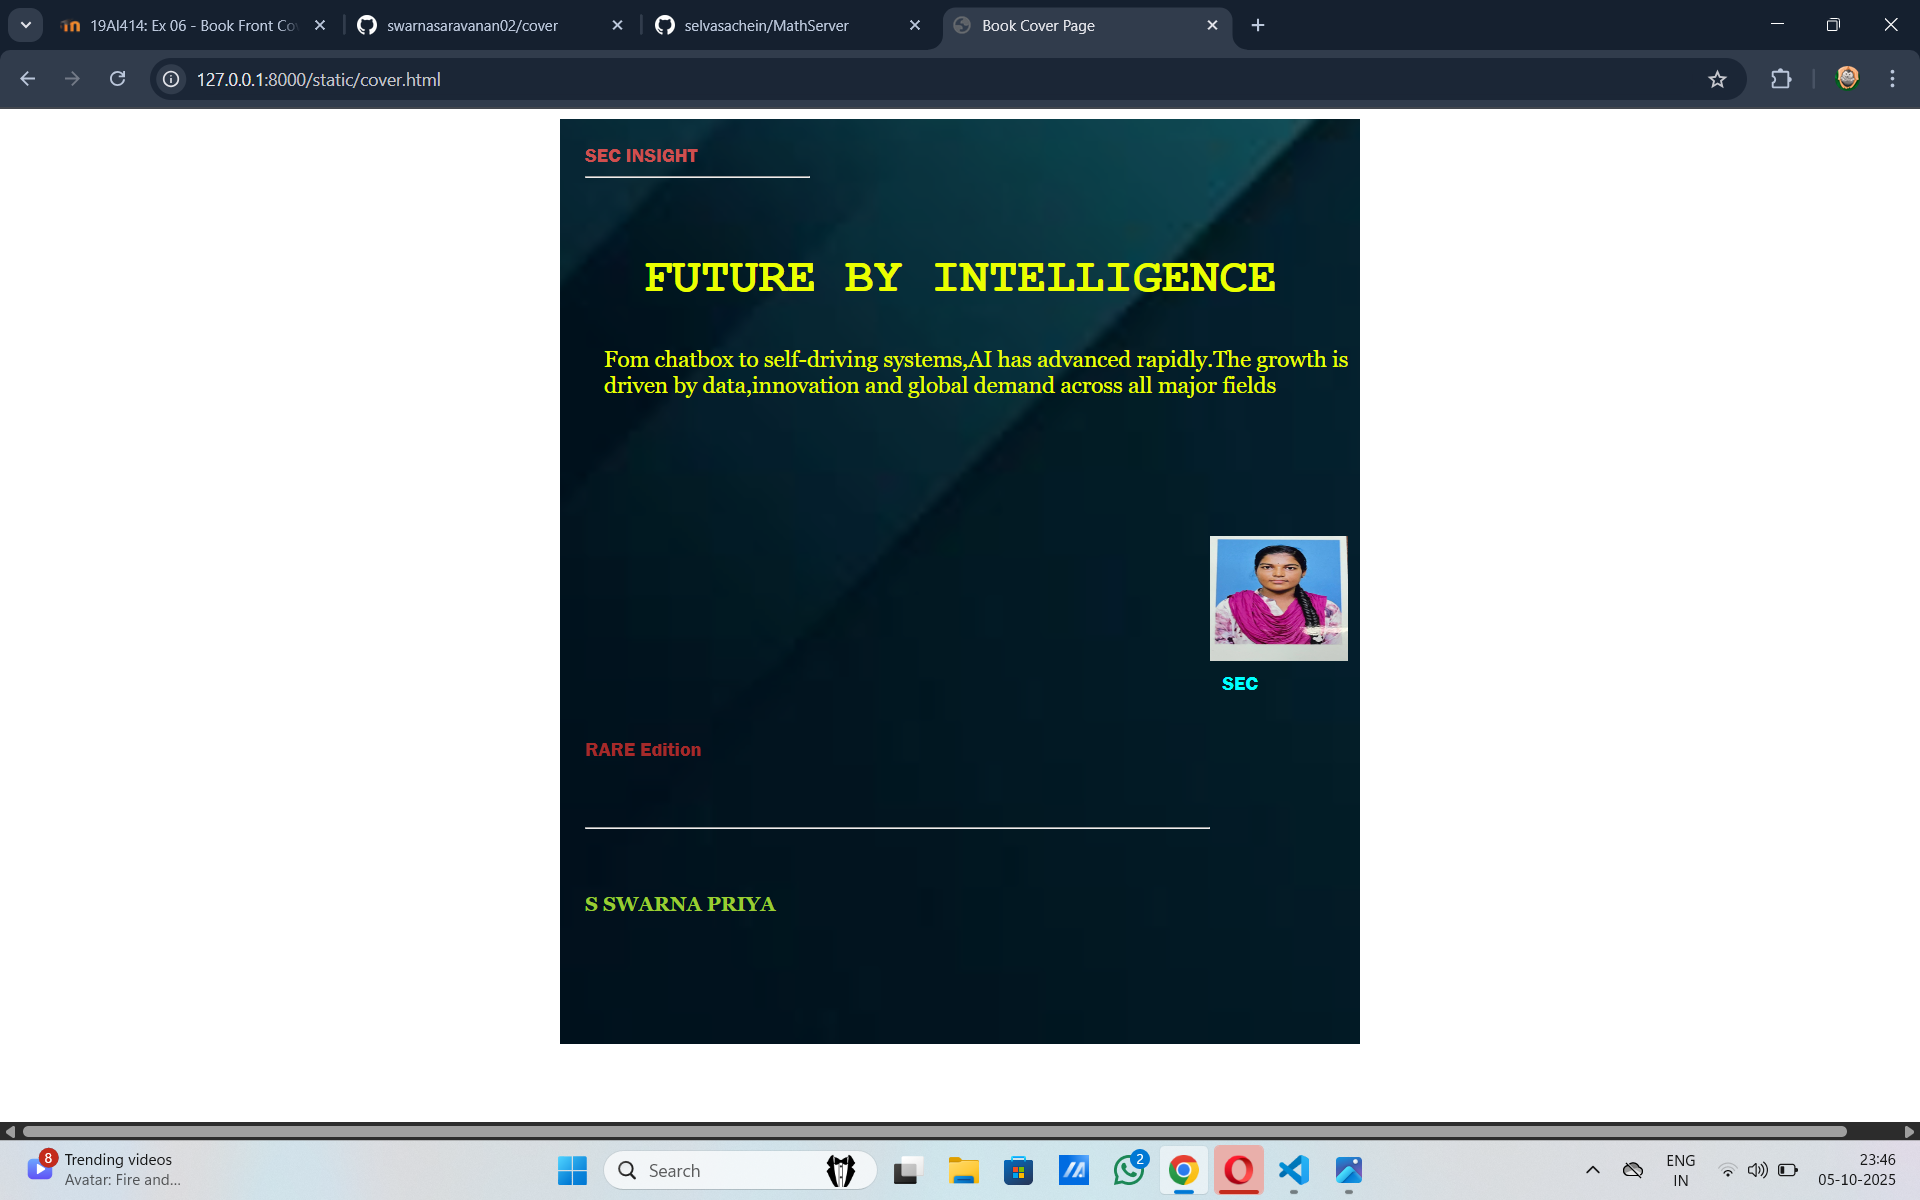 19AI414: Ex 06 - Book Front Co
swarnasaravanan02/cover
selvasachein/MathServer
Book Cover Page
127.0.0.1:8000/static/cover.html
SEC INSIGHT
FUTURE BY INTELLIGENCE
Fom chatbox to self-driving systems,AI has advanced rapidly.The growth is
driven by data,innovation and global demand across all major fields
SEC
RARE Edition
S SWARNA PRIYA
8
Trending videos
Avatar: Fire and...
Search
2
ENG
IN
23:46
05-10-2025